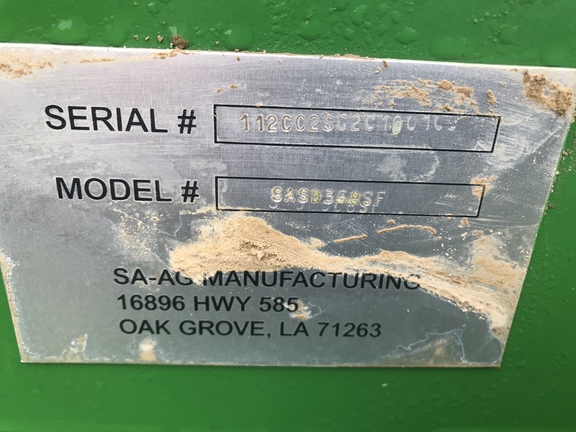 SERIAL #
MODEL #
SA-AG MANUFACTURING
16896 HWY 585
OAK GROVE, LA 71263